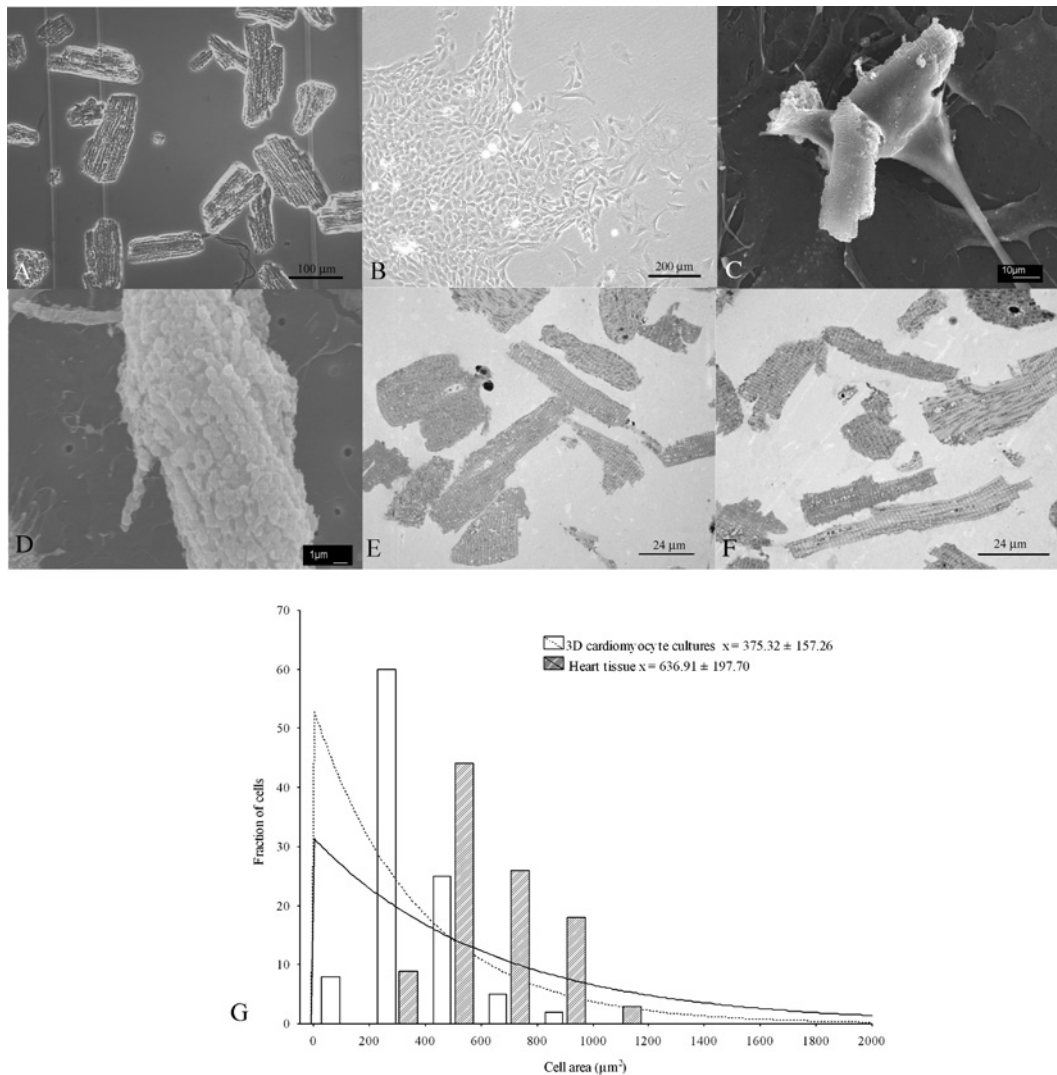 A
100 μm
B
200 μm
C
10μm
D
1μm
E
24 μm
F
24 μm
G
70
60
50
40
30
20
10
0
Fraction of cells
3D cardiomyocyte cultures x = 375.32 ± 157.26
Heart tissue x = 636.91 ± 197.70
0 200 400 600 800 1000 1200 1400 1600 1800 2000
Cell area (μm²)